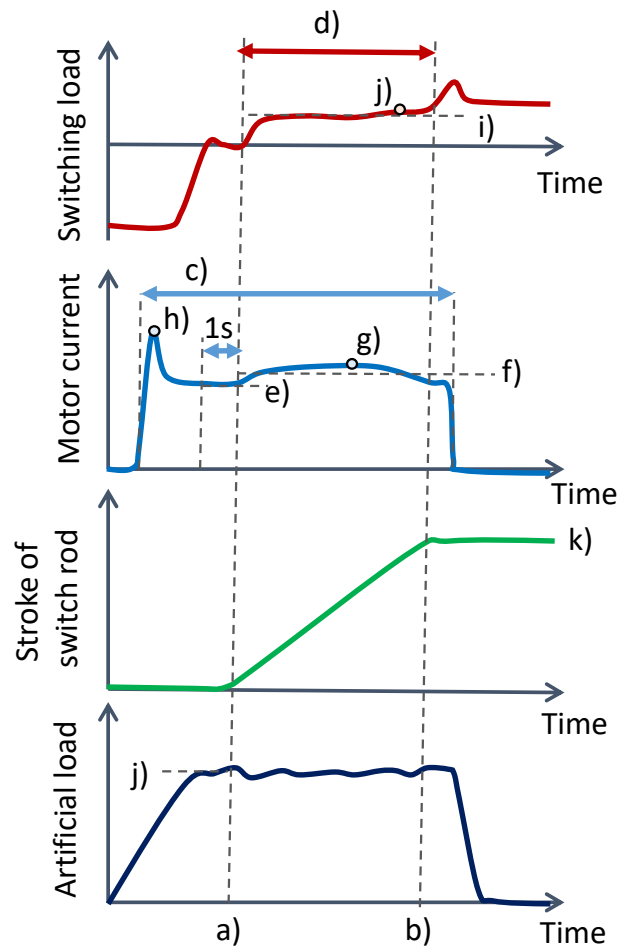 d)
Switching load
j)
i)
Time
c)
Motor current
h)
1s
g)
e)
f)
Time
Stroke of
switch rod
k)
Time
Artificial load
j)
a)
b)
Time